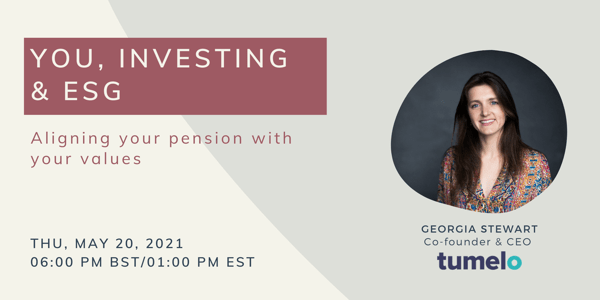 YOU, INVESTING
& ESG
Aligning your pension with
your values
THU, MAY 20, 2021
06:00 PM BST/01:00 PM EST
GEORGIA STEWART
Co-founder & CEO
tumelo